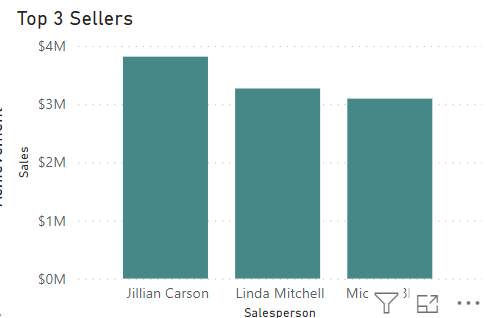 Top 3 Sellers
$4M
$3M
$2M
$1M
$0M
Sales
Jillian Carson
Linda Mitchell
Salesperson